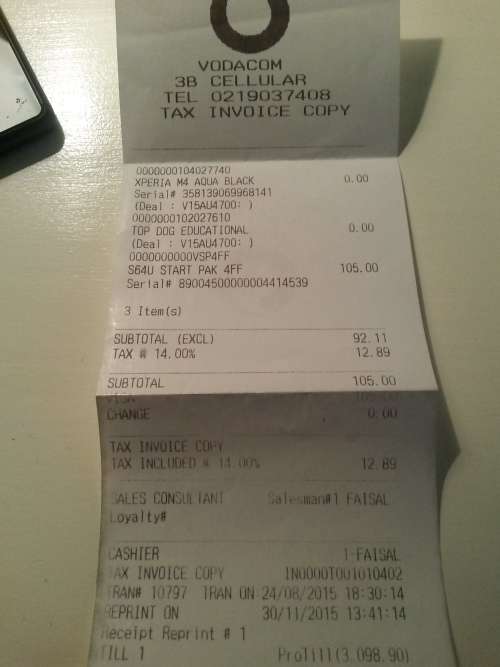 VODACOM
3B CELLULAR
TEL 0219037408
TAX INVOICE COPY
0000000104027740
XPERIA M4 AQUA BLACK 0.00
Serial# 358139069968141
(Deal : V15AU4700: )
0000000102027610
TOP DOG EDUCATIONAL 0.00
(Deal : V15AU4700: )
0000000000VSP4FF
S64U START PAK 4FF 105.00
Serial# 89004500000004414539
3 Item(s)
SUBTOTAL (EXCL) 92.11
TAX @ 14.00% 12.89
SUBTOTAL 105.00
VISA 105.00
CHANGE 0.00
TAX INVOICE COPY
TAX INCLUDED @ 14.00% 12.89
SALES CONSULTANT Salesman#1 FAISAL
Loyalty#
CASHIER 1 FAISAL
TAX INVOICE COPY IN0000T001010402
TRAN# 10797 TRAN ON 24/08/2015 18:30:14
REPRINT ON 30/11/2015 13:41:14
Receipt Reprint # 1
TILL 1 ProTill(3.098.90)